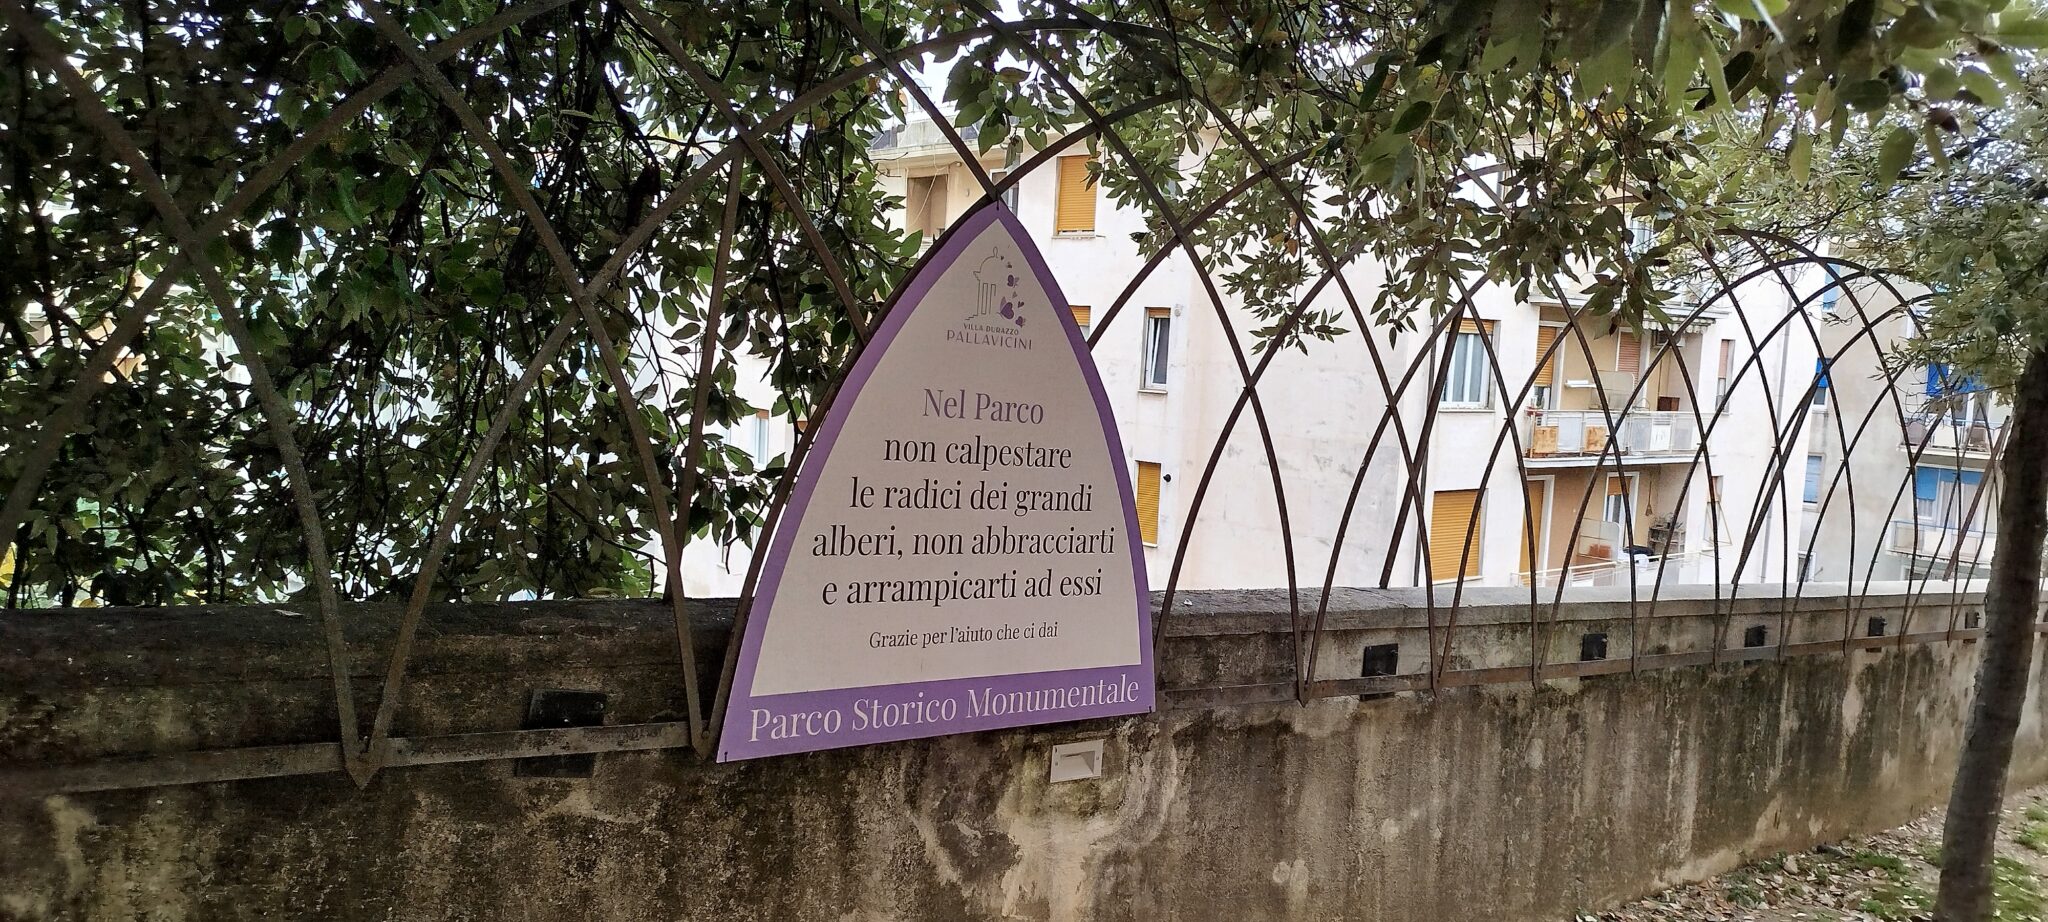 VILLA DURAZZO
PALLAVICINI
Nel Parco
non calpestare
le radici dei grandi
alberi, non abbracciarti
e arrampicarti ad essi
Grazie per l'aiuto che ci dai
Parco Storico Monumentale